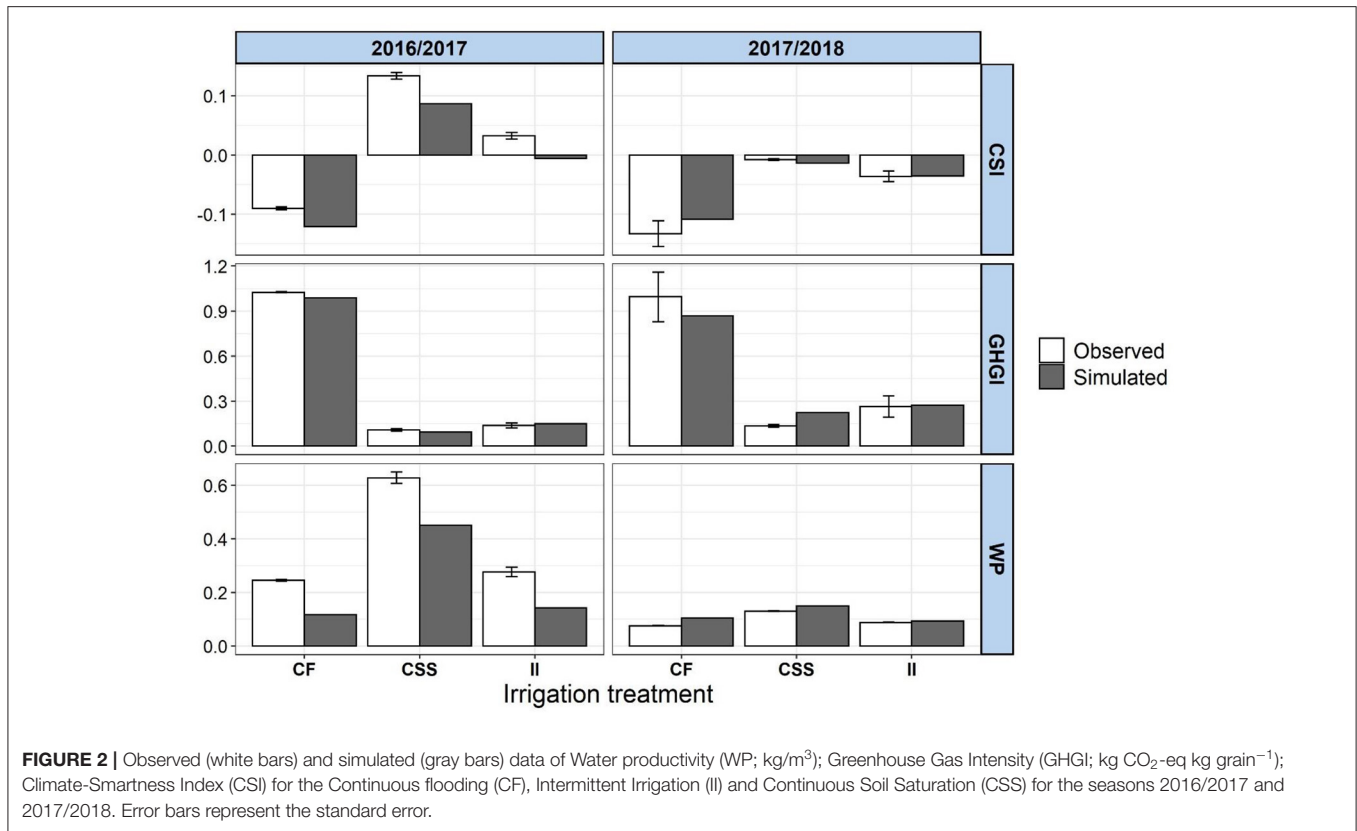 2016/2017
2017/2018
0.1
0.0
-0.1
CSI
1.2
0.9
0.6
0.3
0.0
GHGI
0.6
0.4
0.2
0.0
WP
CF
CSS
II
CF
CSS
II
Irrigation treatment
Observed
Simulated
FIGURE 2 | Observed (white bars) and simulated (gray bars) data of Water productivity (WP; kg/m³); Greenhouse Gas Intensity (GHGI; kg CO₂-eq kg grain⁻¹);
Climate-Smartness Index (CSI) for the Continuous flooding (CF), Intermittent Irrigation (II) and Continuous Soil Saturation (CSS) for the seasons 2016/2017 and
2017/2018. Error bars represent the standard error.